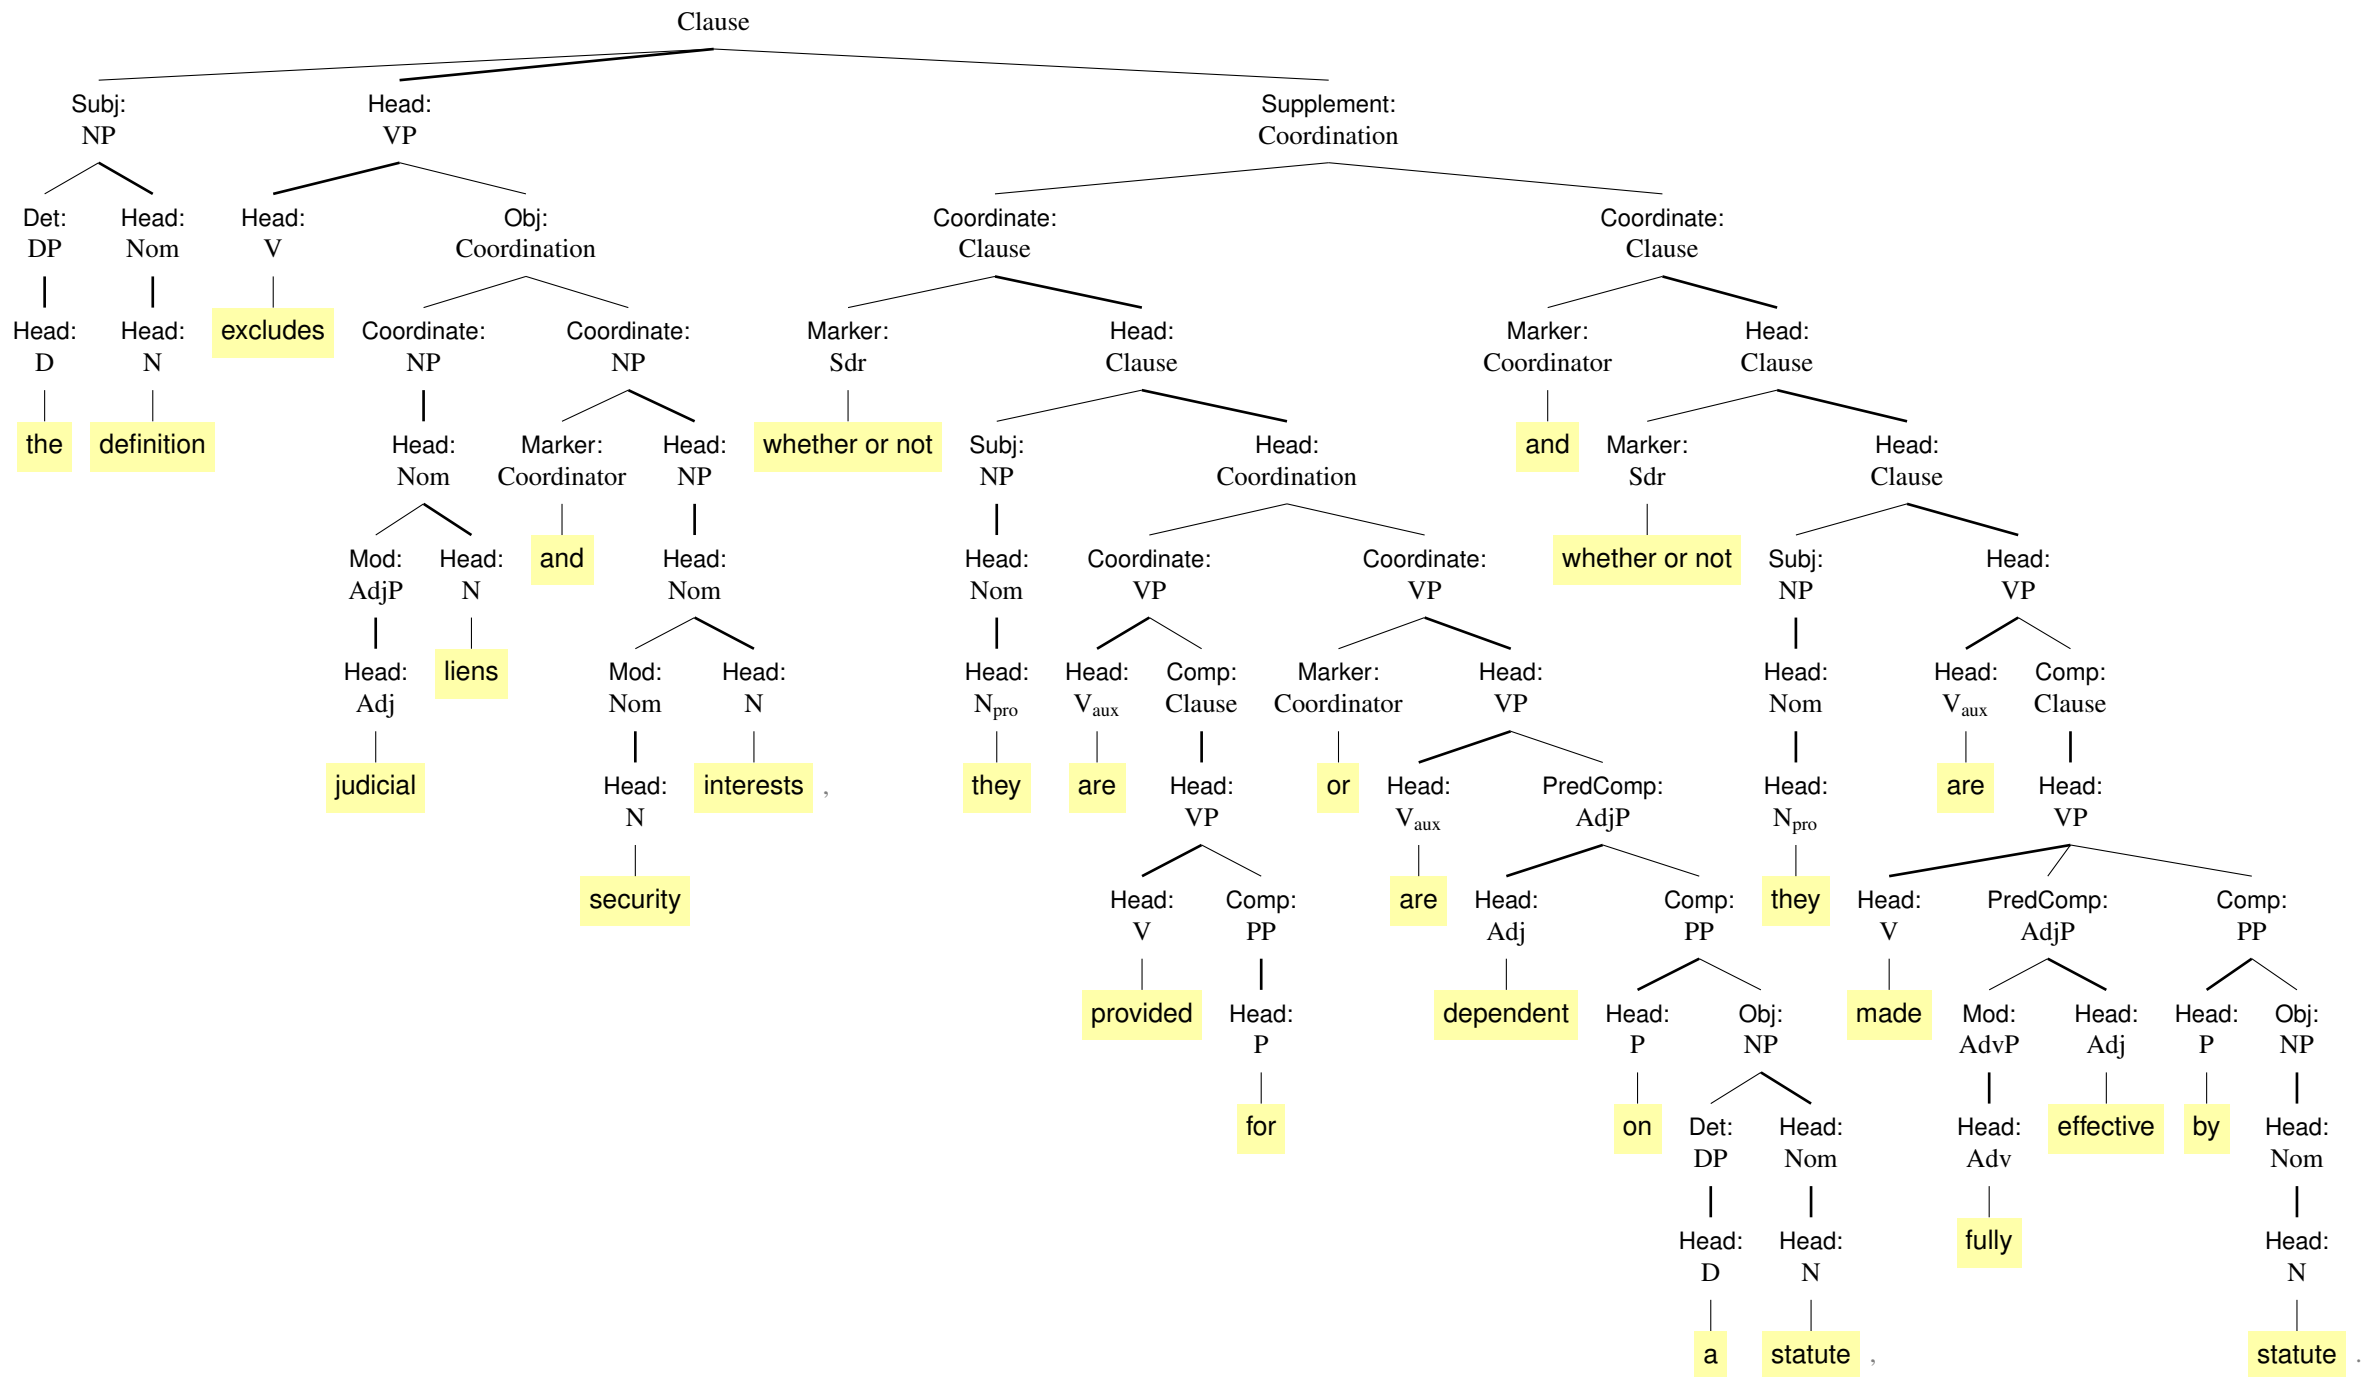 Clause
Subj: Head: Supplement:
NP VP Coordination
Det: Head: Head: Obj: Coordinate: Coordinate:
DP Nom V Coordination Clause Clause
Head: Head: excludes Coordinate: Coordinate: Marker: Head: Marker: Head:
D N NP NP Sdr Clause Coordinator Clause
the definition Head: Marker: Head: whether or not Subj: Head: and Marker: Head:
Nom Coordinator NP NP Coordination Sdr Clause
Mod: Head: and Head: Head: Coordinate: Coordinate: whether or not Subj: Head:
AdjP N Nom Nom VP VP NP VP
Head: liens Mod: Head: Head: Head: Comp: Marker: Head: Head: Head: Comp:
Adj Nom N Npro Vaux Clause Coordinator VP Nom Vaux Clause
judicial Head: interests , they are Head: or Head: PredComp: Head: are Head:
N VP Vaux AdjP Npro VP
security Head: Comp: are Head: Comp: they Head: PredComp: Comp:
V PP Adj PP V AdjP PP
provided Head: dependent Head: Obj: made Mod: Head: Head: Obj:
P P NP AdvP Adj P NP
for on Det: Head: Head: effective by Head:
DP Nom Adv Nom
Head: Head: fully Head:
D N N
a statute , statute .